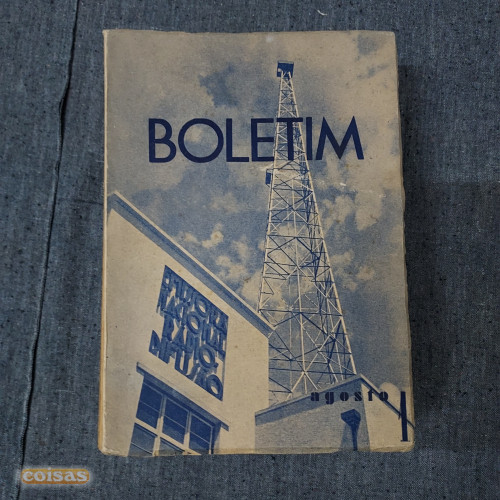 BOLETIM
EMISSORA
NACIONAL
RADIO-
DIFUSÃO
agosto 1
coisas